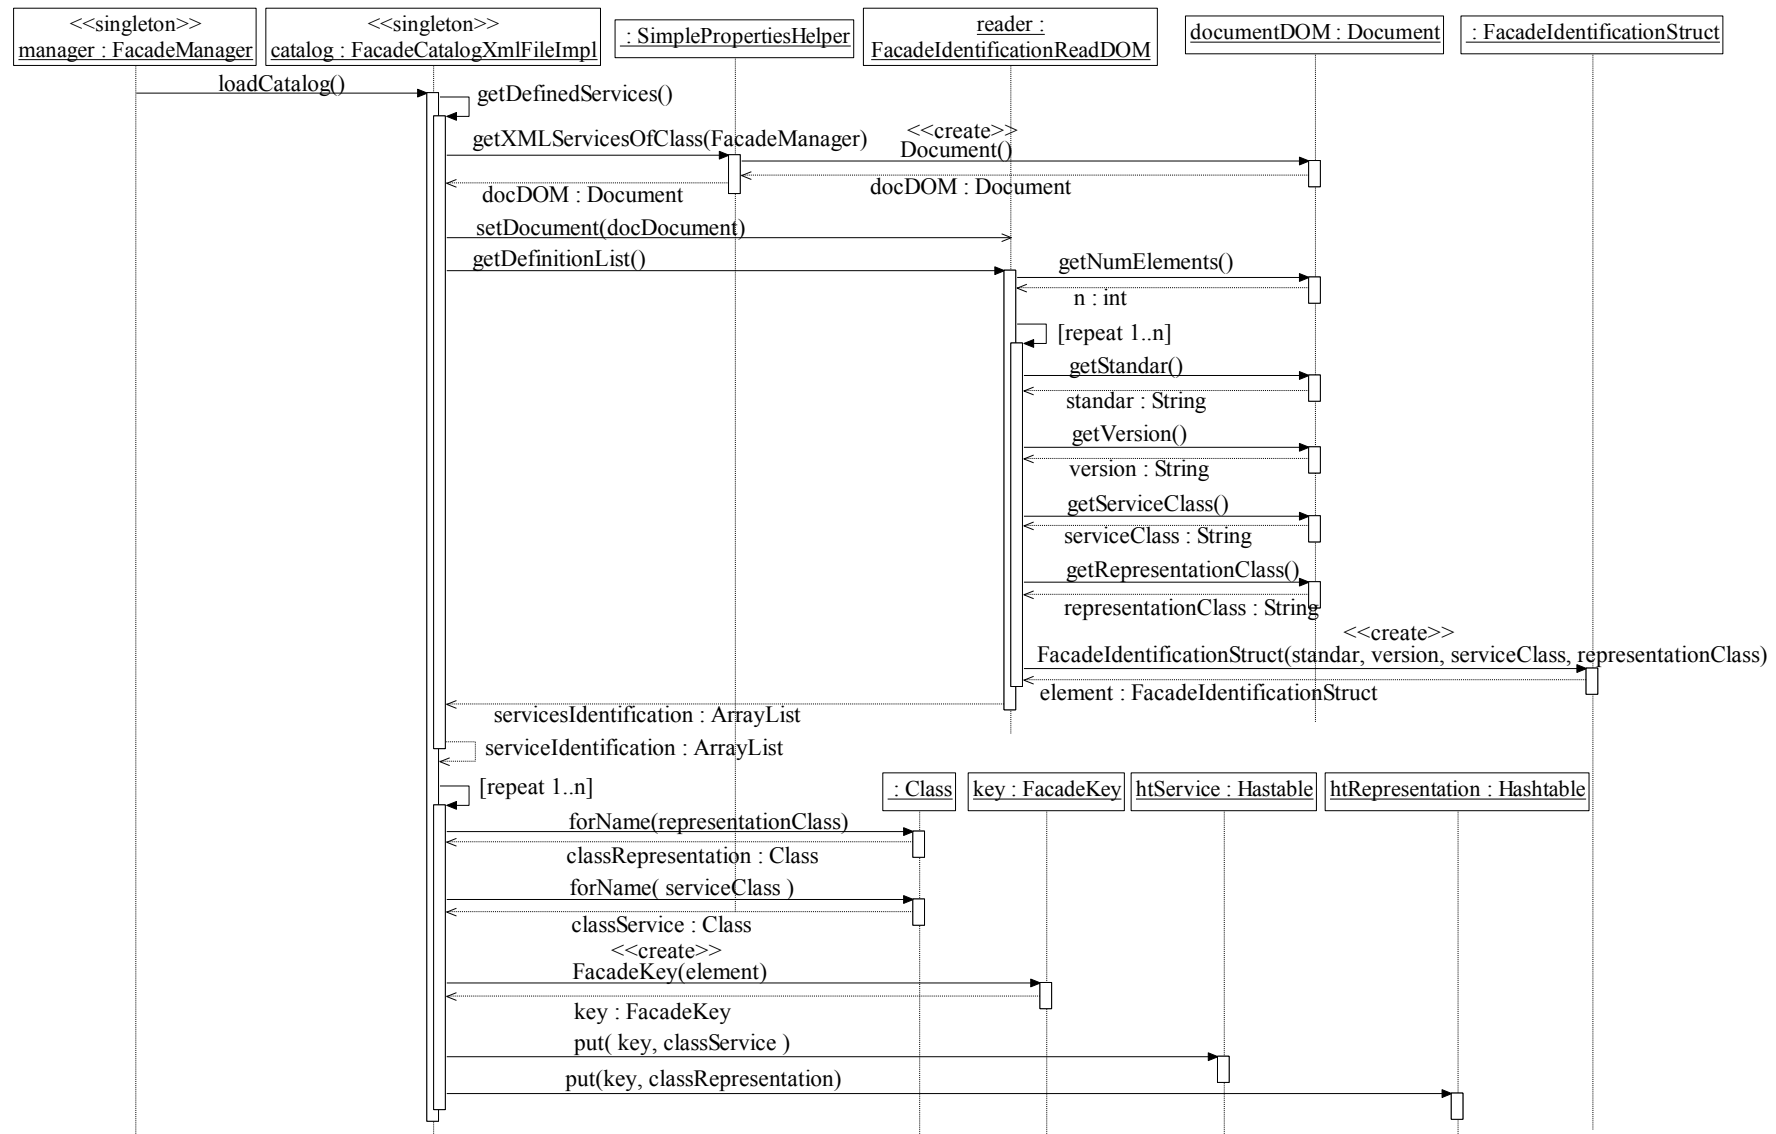 <<singleton>>
manager : FacadeManager
<<singleton>>
catalog : FacadeCatalogXmlFileImpl
: SimplePropertiesHelper
reader :
FacadeIdentificationReadDOM
documentDOM : Document
: FacadeIdentificationStruct
loadCatalog()
getDefinedServices()
getXMLServicesOfClass(FacadeManager)
<<create>>
Document()
docDOM : Document
docDOM : Document
setDocument(docDocument)
getDefinitionList()
getNumElements()
n : int
[repeat 1..n]
getStandar()
standar : String
getVersion()
version : String
getServiceClass()
serviceClass : String
getRepresentationClass()
representationClass : String
<<create>>
FacadeIdentificationStruct(standar, version, serviceClass, representationClass)
element : FacadeIdentificationStruct
servicesIdentification : ArrayList
serviceIdentification : ArrayList
[repeat 1..n]
: Class
key : FacadeKey
htService : Hastable
htRepresentation : Hashtable
forName(representationClass)
classRepresentation : Class
forName( serviceClass )
classService : Class
<<create>>
FacadeKey(element)
key : FacadeKey
put( key, classService )
put(key, classRepresentation)